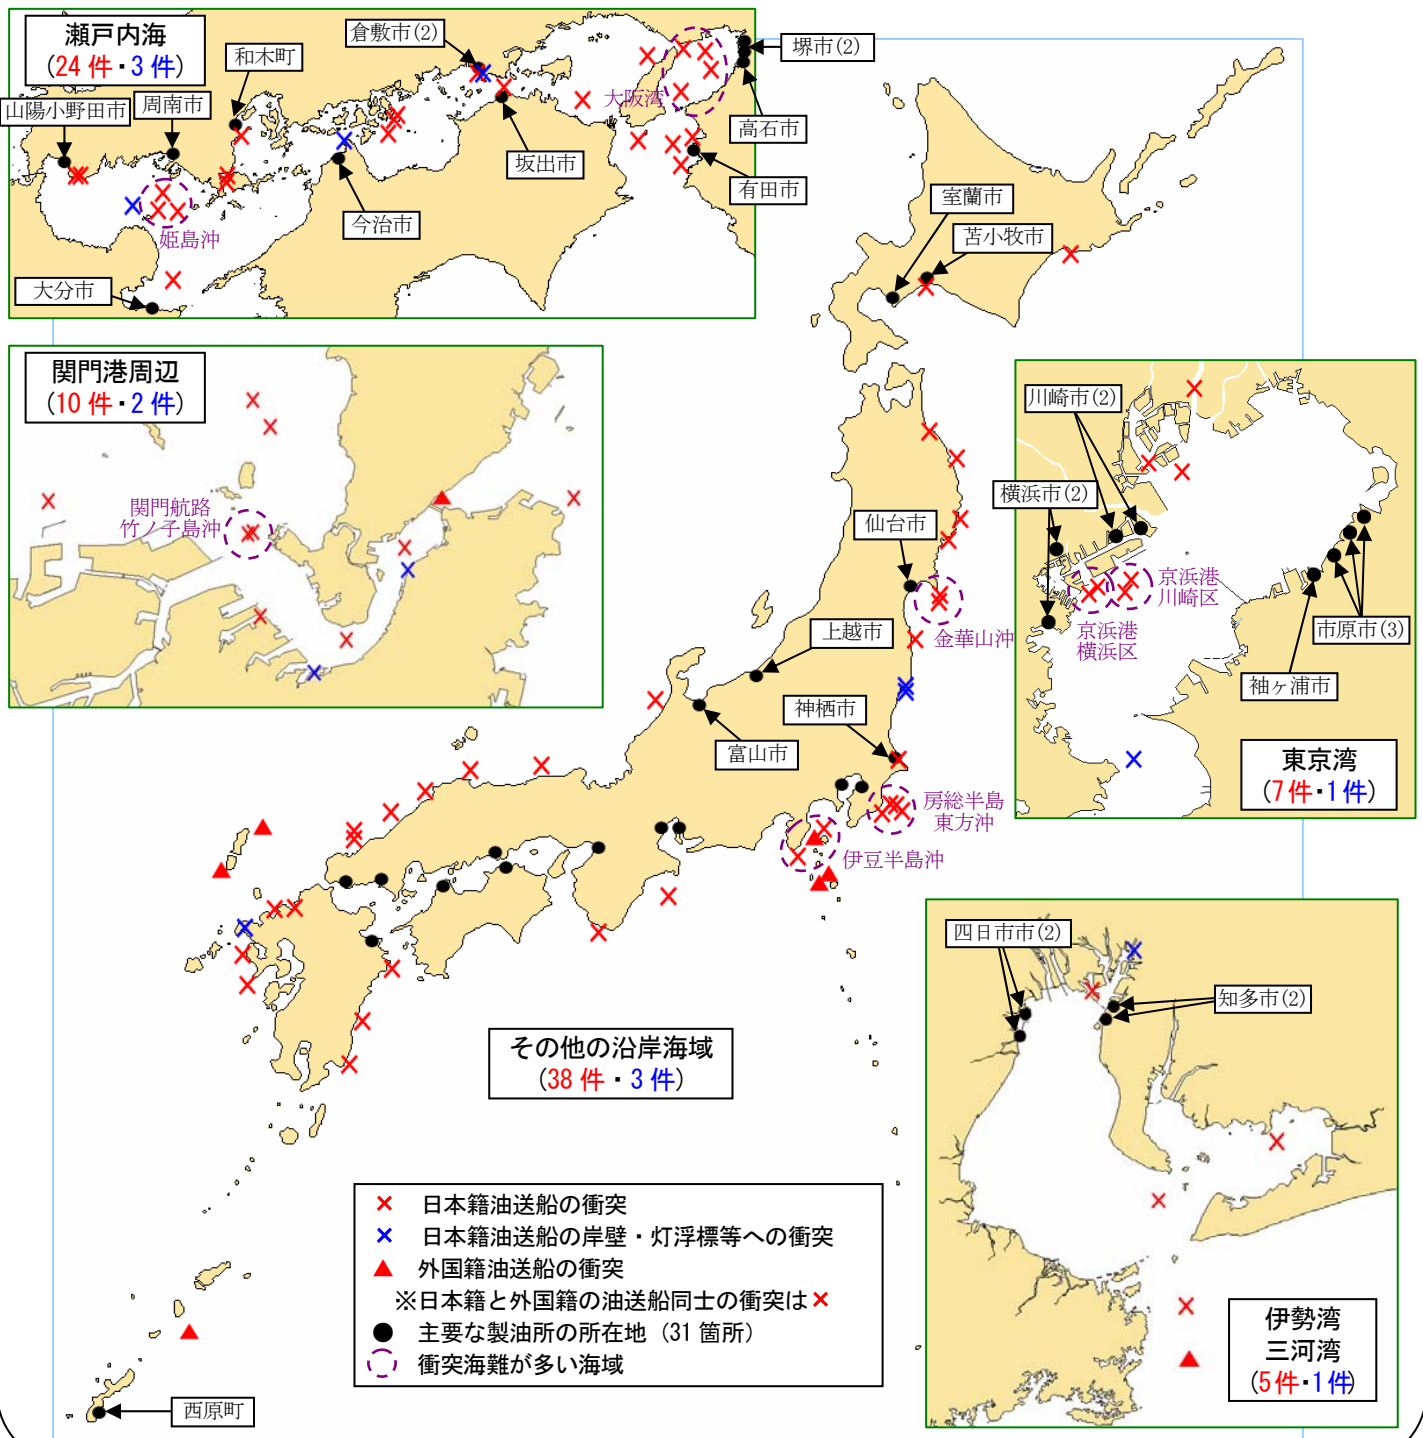 瀬戸内海
(24 件・3 件)
山陽小野田市
周南市
和木町
倉敷市(2)
堺市(2)
大阪湾
高石市
坂出市
有田市
今治市
姫島沖
大分市
関門港周辺
(10 件・2 件)
関門航路
竹ノ子島沖
室蘭市
苫小牧市
仙台市
金華山沖
上越市
神栖市
富山市
房総半島
東方沖
伊豆半島沖
川崎市(2)
横浜市(2)
京浜港
川崎区
京浜港
横浜区
市原市(3)
袖ヶ浦市
東京湾
(7 件・1 件)
四日市市(2)
知多市(2)
伊勢湾
三河湾
(5 件・1 件)
その他の沿岸海域
(38 件・3 件)
日本籍油送船の衝突
日本籍油送船の岸壁・灯浮標等への衝突
外国籍油送船の衝突
※日本籍と外国籍の油送船同士の衝突は×
主要な製油所の所在地（31 箇所）
衝突海難が多い海域
西原町